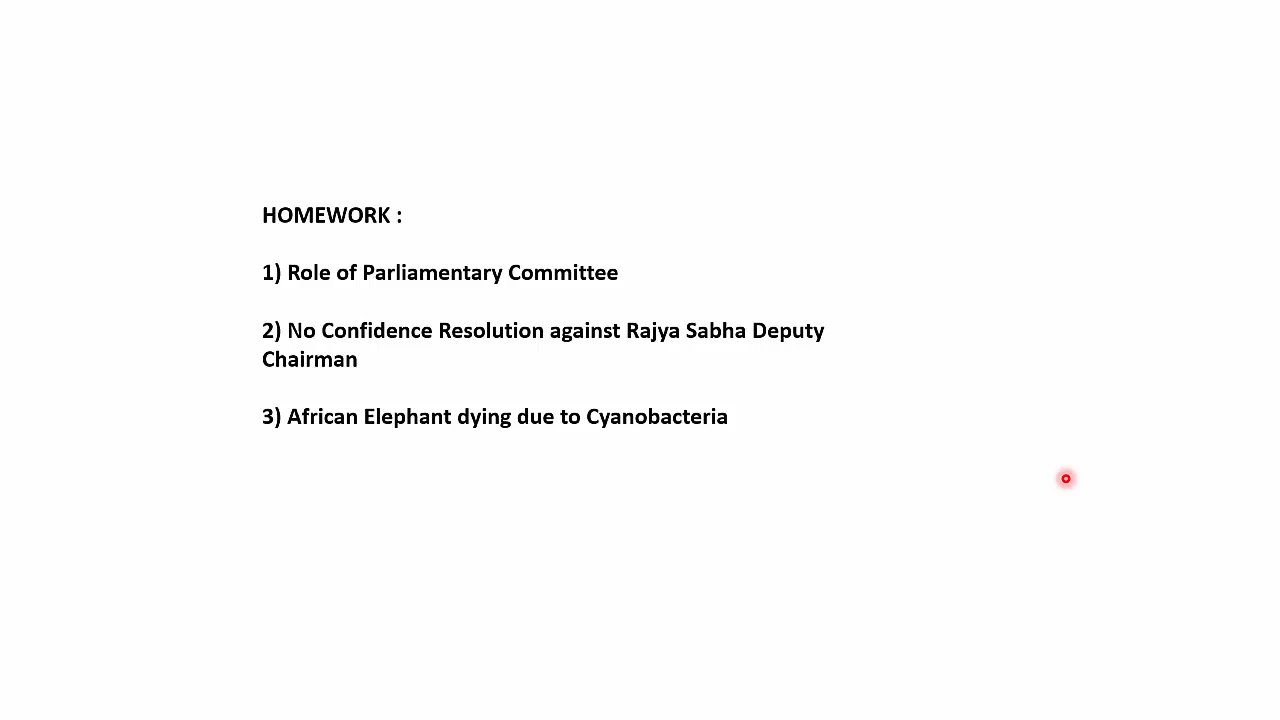 HOMEWORK :
1) Role of Parliamentary Committee
2) No Confidence Resolution against Rajya Sabha Deputy
Chairman
3) African Elephant dying due to Cyanobacteria